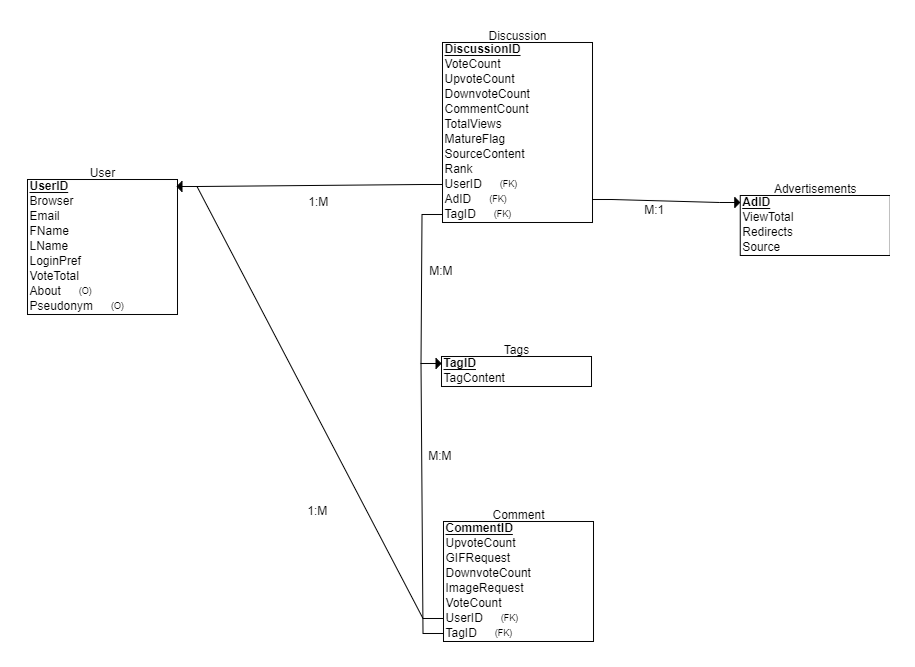 Discussion
DiscussionID
VoteCount
UpvoteCount
DownvoteCount
CommentCount
TotalViews
MatureFlag
SourceContent
Rank
UserID (FK)
AdID (FK)
TagID (FK)
User
UserID
Browser
Email
FName
LName
LoginPref
VoteTotal
About (O)
Pseudonym (O)
1:M
M:1
Advertisements
AdID
ViewTotal
Redirects
Source
M:M
Tags
TagID
TagContent
M:M
1:M
Comment
CommentID
UpvoteCount
GIFRequest
DownvoteCount
ImageRequest
VoteCount
UserID (FK)
TagID (FK)